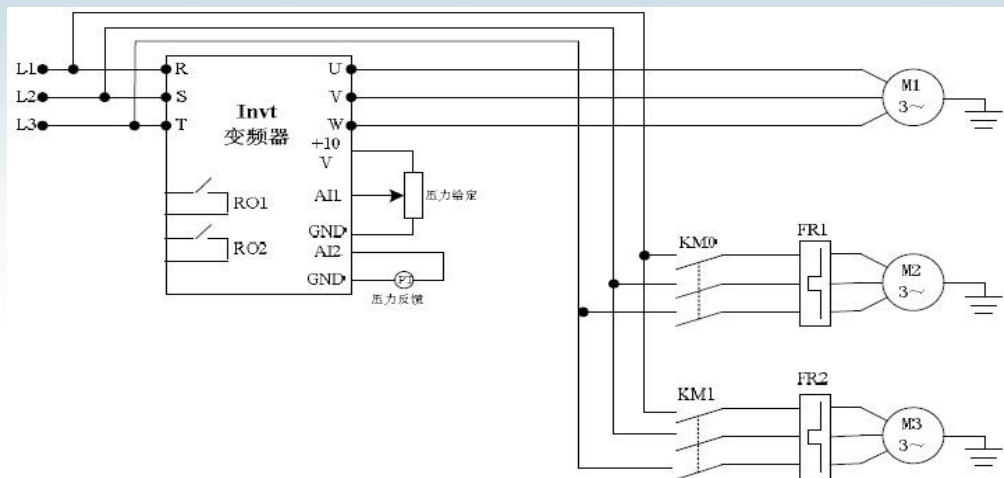 L1
L2
L3
R
S
T
Invt
变频器
U
V
W
+10
V
AI1
GND
AI2
GND
RO1
RO2
压力给定
PT
压力反馈
M1
3～
KM0
FR1
M2
3～
KM1
FR2
M3
3～